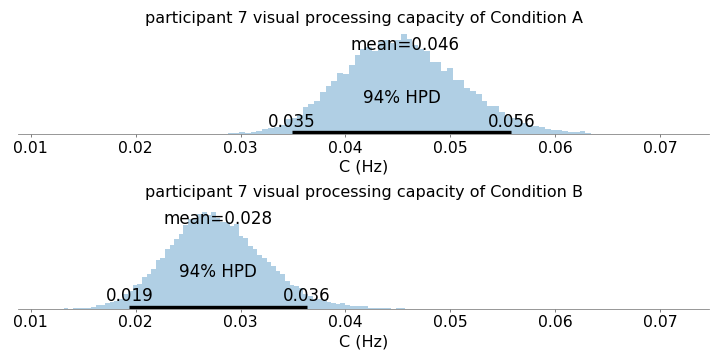 participant 7 visual processing capacity of Condition A
mean=0.046
94% HPD
0.035 0.056
0.01 0.02 0.03 0.04 0.05 0.06 0.07
C (Hz)
participant 7 visual processing capacity of Condition B
mean=0.028
94% HPD
0.019 0.036
0.01 0.02 0.03 0.04 0.05 0.06 0.07
C (Hz)